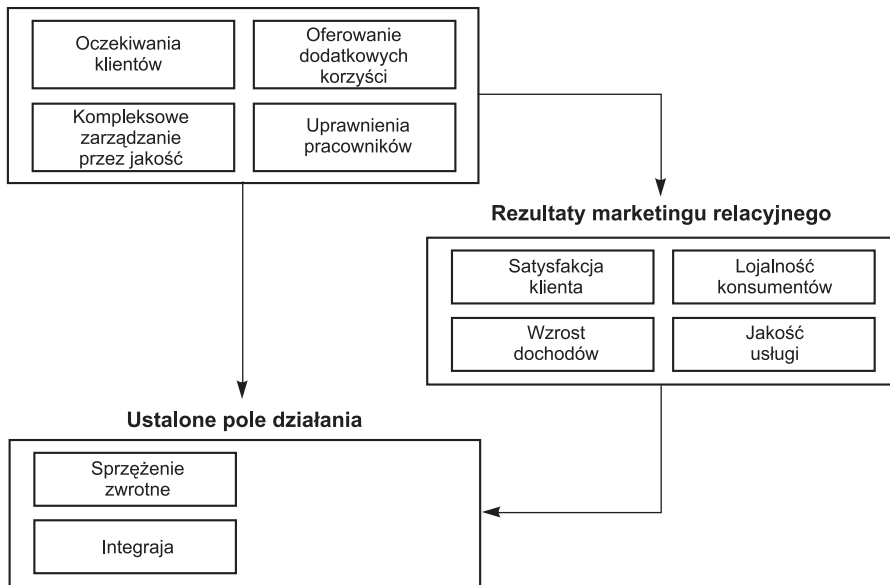 Oczekiwania
klientów
Oferowanie
dodatkowych
korzyści
Kompleksowe
zarządzanie
przez jakość
Uprawnienia
pracowników
Rezultaty marketingu relacyjnego
Satysfakcja
klienta
Lojalność
konsumentów
Wzrost
dochodów
Jakość
usługi
Ustalone pole działania
Sprzężenie
zwrotne
Integraja